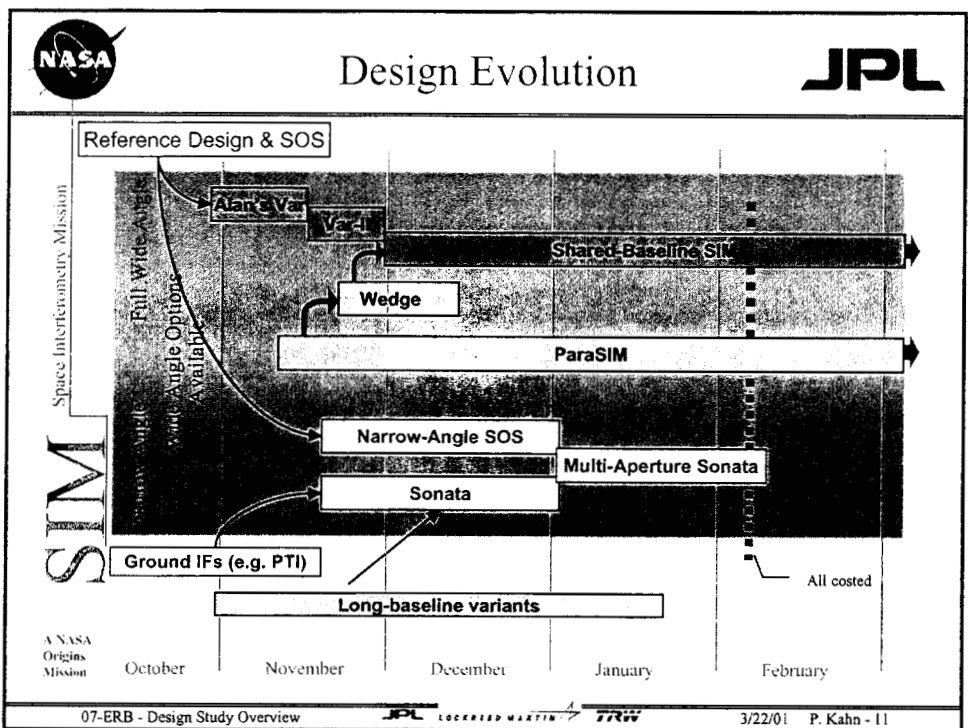 NASA
Design Evolution
JPL
Reference Design & SOS
Space Interferometry Mission
SIM
Full Wide Angle
Wide Angle Options
Available
Narrow Angle
Alan's Var
Var-I
Shared-Baseline SIM
Wedge
ParaSIM
Narrow-Angle SOS
Multi-Aperture Sonata
Sonata
Ground IFs (e.g. PTI)
All costed
Long-baseline variants
A NASA
Origins
Mission
October
November
December
January
February
07-ERB - Design Study Overview
JPL
LOCKHEED MARTIN
TRW
3/22/01
P. Kahn - 11